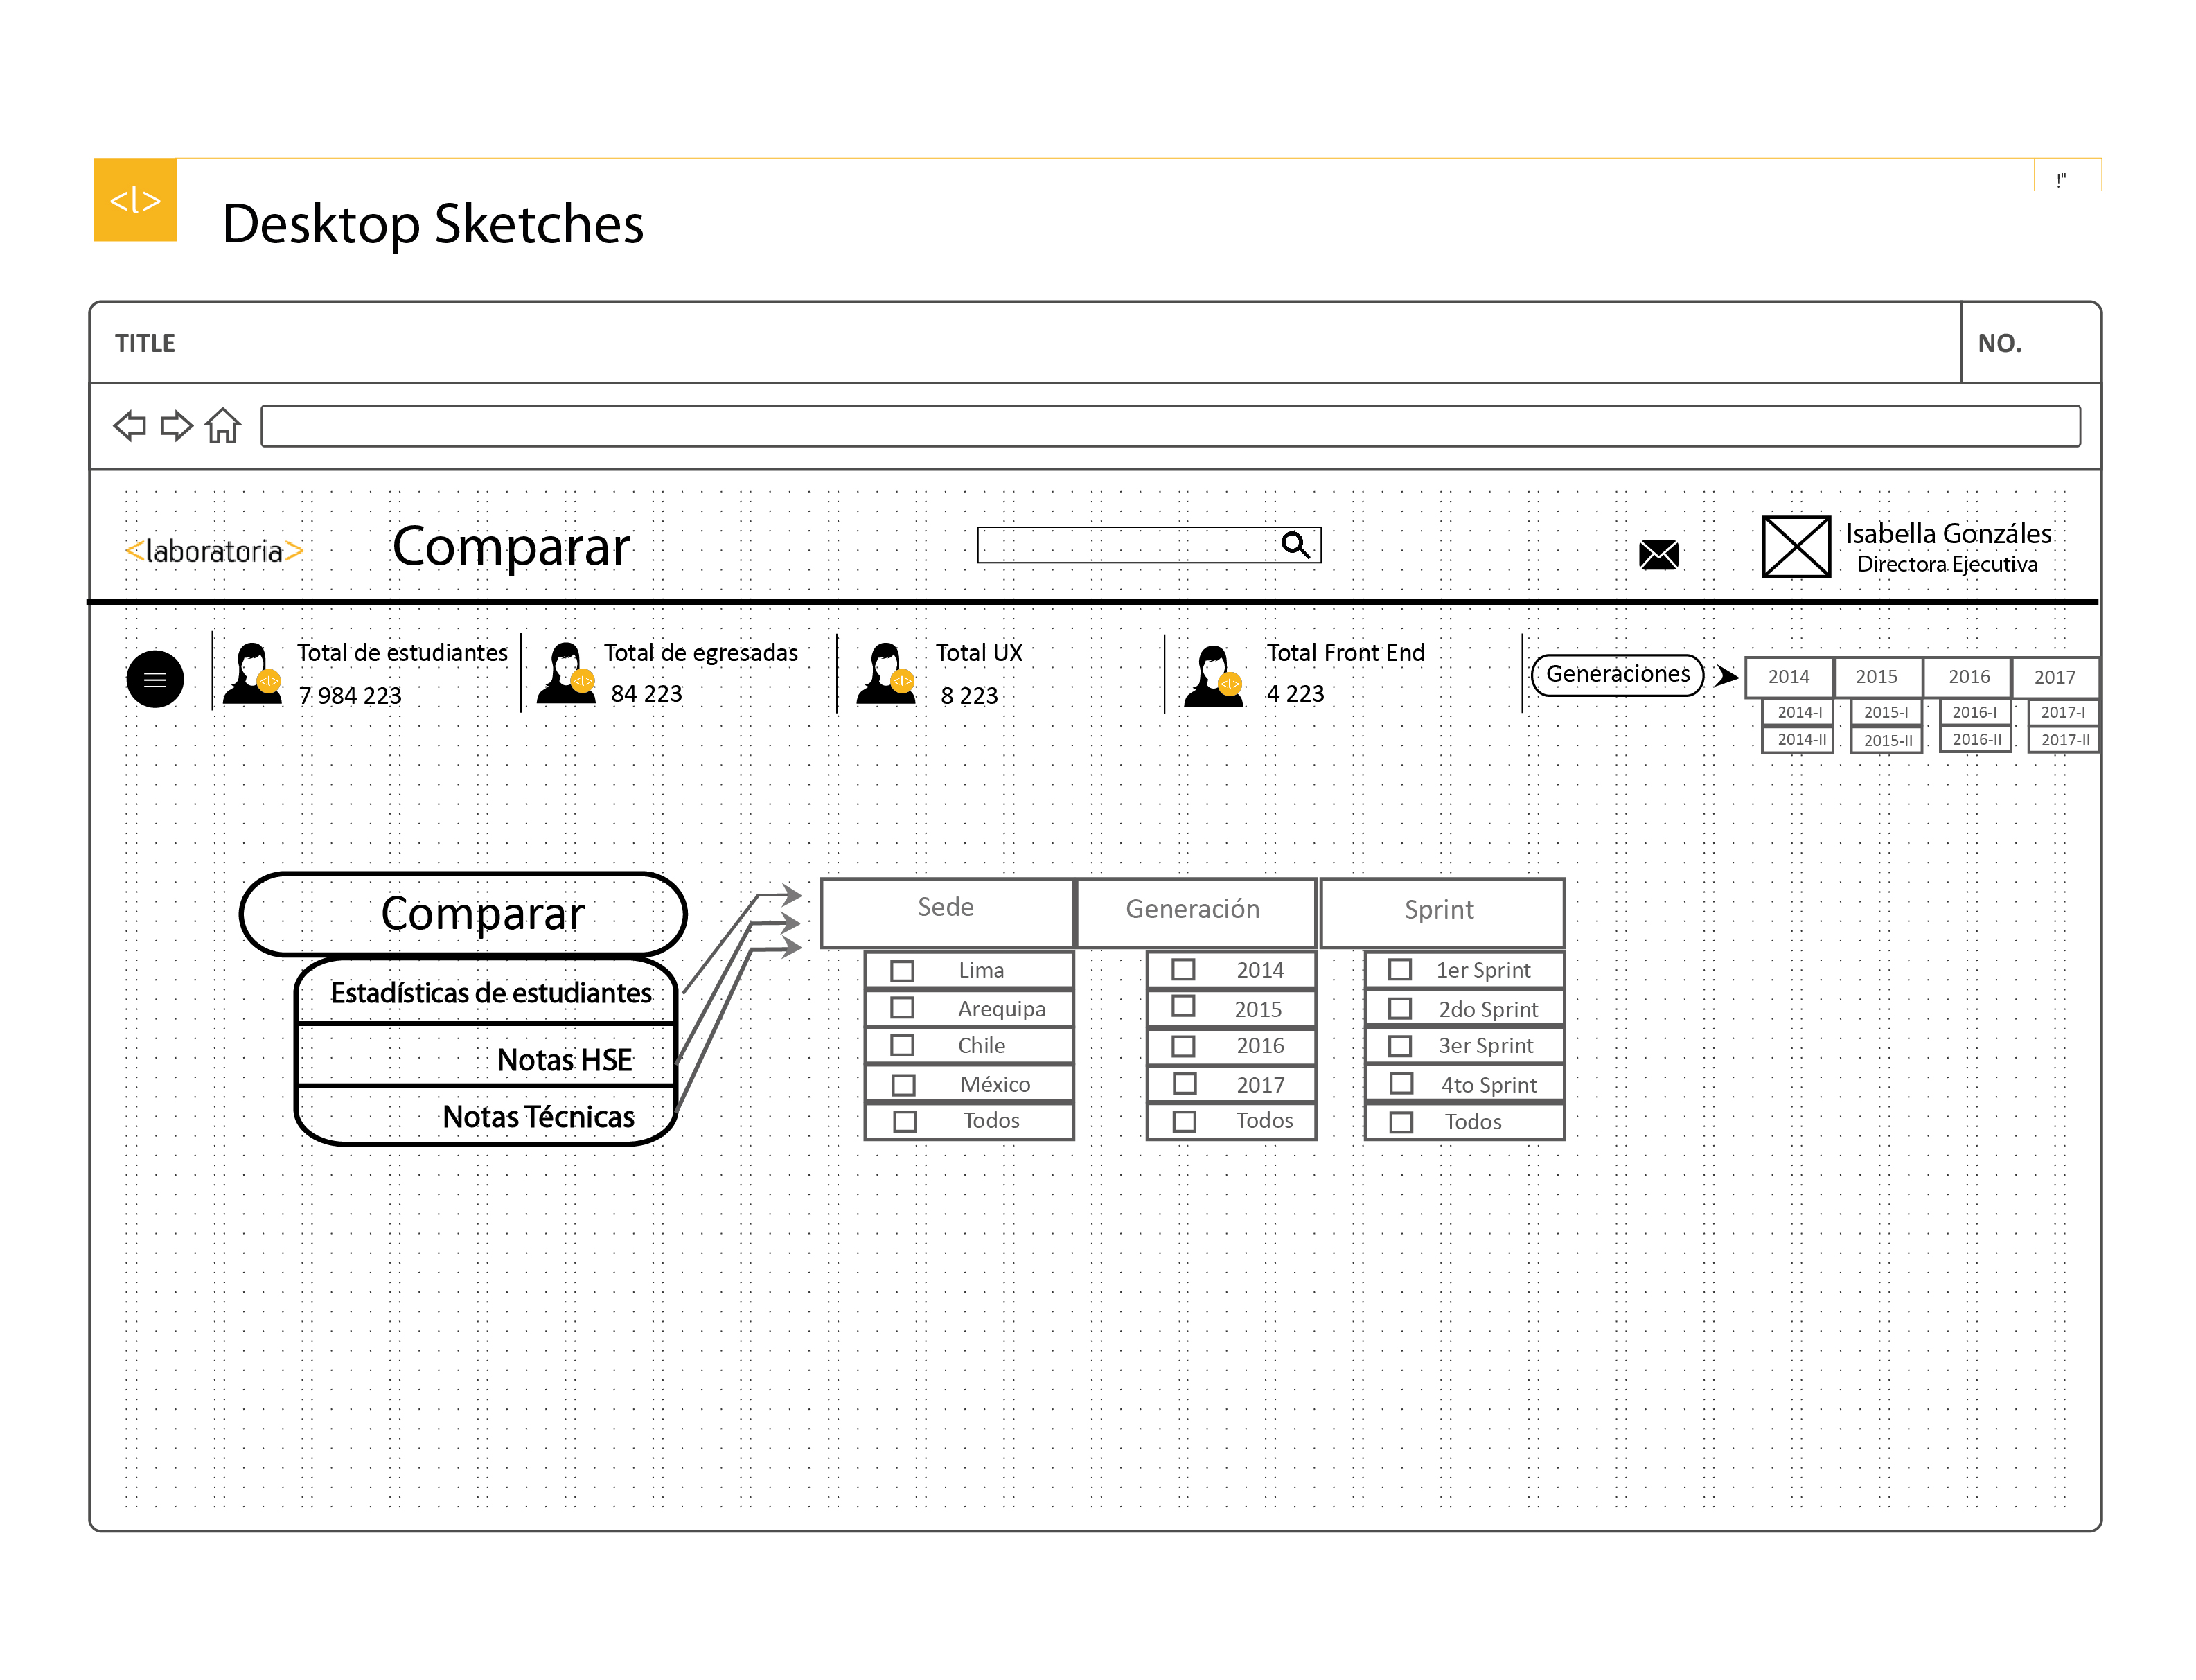 <l>
!"
Desktop Sketches
TITLE
NO.
<laboratoria>
Comparar
Isabella Gonzáles
Directora Ejecutiva
Total de estudiantes
7 984 223
<l>
Total de egresadas
84 223
<l>
Total UX
8 223
<l>
Total Front End
4 223
<l>
Generaciones
2014 2015 2016 2017
2014-I 2015-I 2016-I 2017-I
2014-II 2015-II 2016-II 2017-II
Comparar
Estadísticas de estudiantes
Notas HSE
Notas Técnicas
Sede Generación Sprint
Lima 2014 1er Sprint
Arequipa 2015 2do Sprint
Chile 2016 3er Sprint
México 2017 4to Sprint
Todos Todos Todos